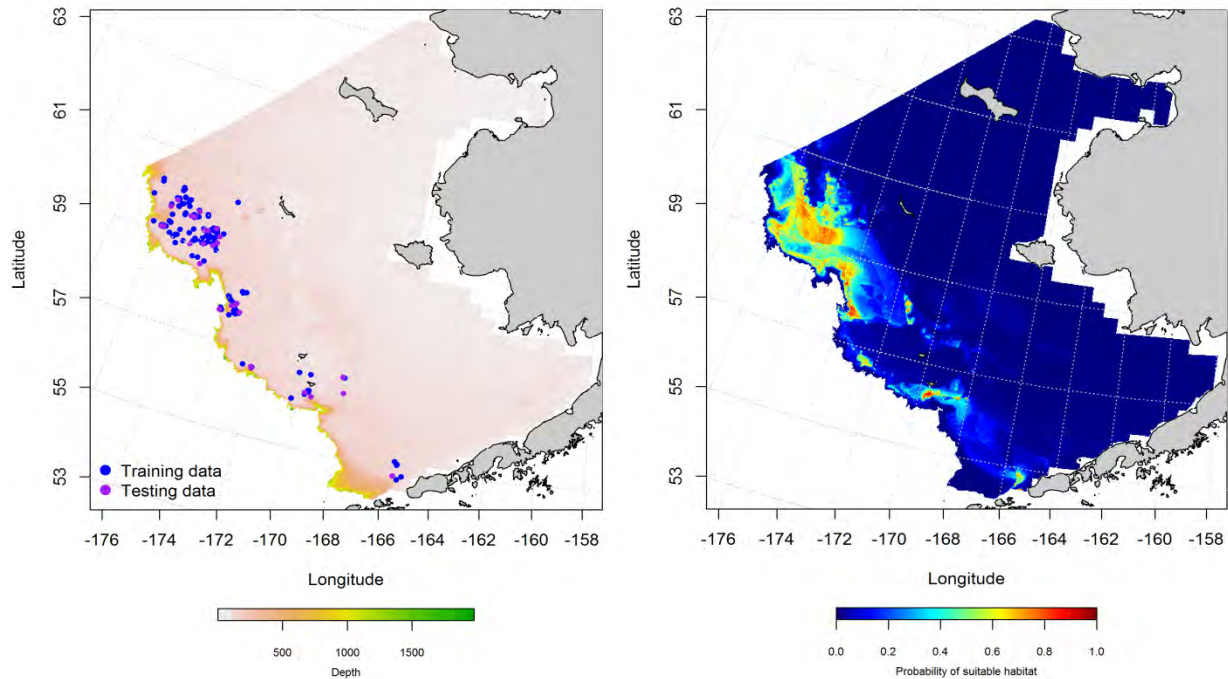 63
61
59
57
55
53
Latitude
Training data
Testing data
-176 -174 -172 -170 -168 -166 -164 -162 -160 -158
Longitude
500 1000 1500
Depth
63
61
59
57
55
53
Latitude
-176 -174 -172 -170 -168 -166 -164 -162 -160 -158
Longitude
0.0 0.2 0.4 0.6 0.8 1.0
Probability of suitable habitat